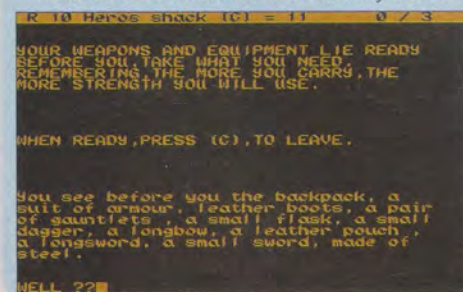 R 10 Heros shack (G) = 11 0 / 3
YOUR WEAPONS AND EQUIPMENT LIE READY
BEFORE YOU.TAKE WHAT YOU NEED.
REMEMBERING,THE MORE YOU CARRY,THE
MORE STRENGTH YOU WILL USE.
WHEN READY,PRESS (C),TO LEAVE.
You see before you the backpack, a
suit of armour, leather boots, a pair
of gauntlets , a small flask, a small
dagger, a longbow, a leather pouch ,
a longsword, a small sword, made of
steel.
WELL ??